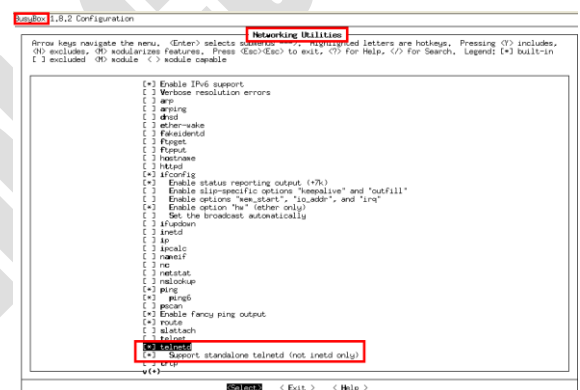 BusyBox 1.8.2 Configuration
Networking Utilities
Arrow keys navigate the menu. <Enter> selects submenus --->. Highlighted letters are hotkeys. Pressing <Y> includes,
<N> excludes, <M> modularizes features. Press <Esc><Esc> to exit, <?> for Help, </> for Search. Legend: [*] built-in
[ ] excluded <M> module < > module capable
[*] Enable IPv6 support
[ ] Verbose resolution errors
[ ] arp
[ ] arping
[ ] dnsd
[ ] ether-wake
[ ] fakeidentd
[ ] ftpget
[ ] ftpput
[ ] hostname
[ ] httpd
[*] ifconfig
[*] Enable status reporting output (+7k)
[ ] Enable slip-specific options "keepalive" and "outfill"
[ ] Enable options "mem_start", "io_addr", and "irq"
[*] Enable option "hw" (ether only)
[ ] Set the broadcast automatically
[ ] ifupdown
[ ] inetd
[ ] ip
[ ] ipcalc
[ ] nameif
[ ] nc
[ ] netstat
[ ] nslookup
[*] ping
[*] ping6
[ ] pscan
[*] Enable fancy ping output
[*] route
[ ] slattach
[ ] telnet
[*] telnetd
[*] Support standalone telnetd (not inetd only)
[ ] tftp
v(+)
<Select> < Exit > < Help >